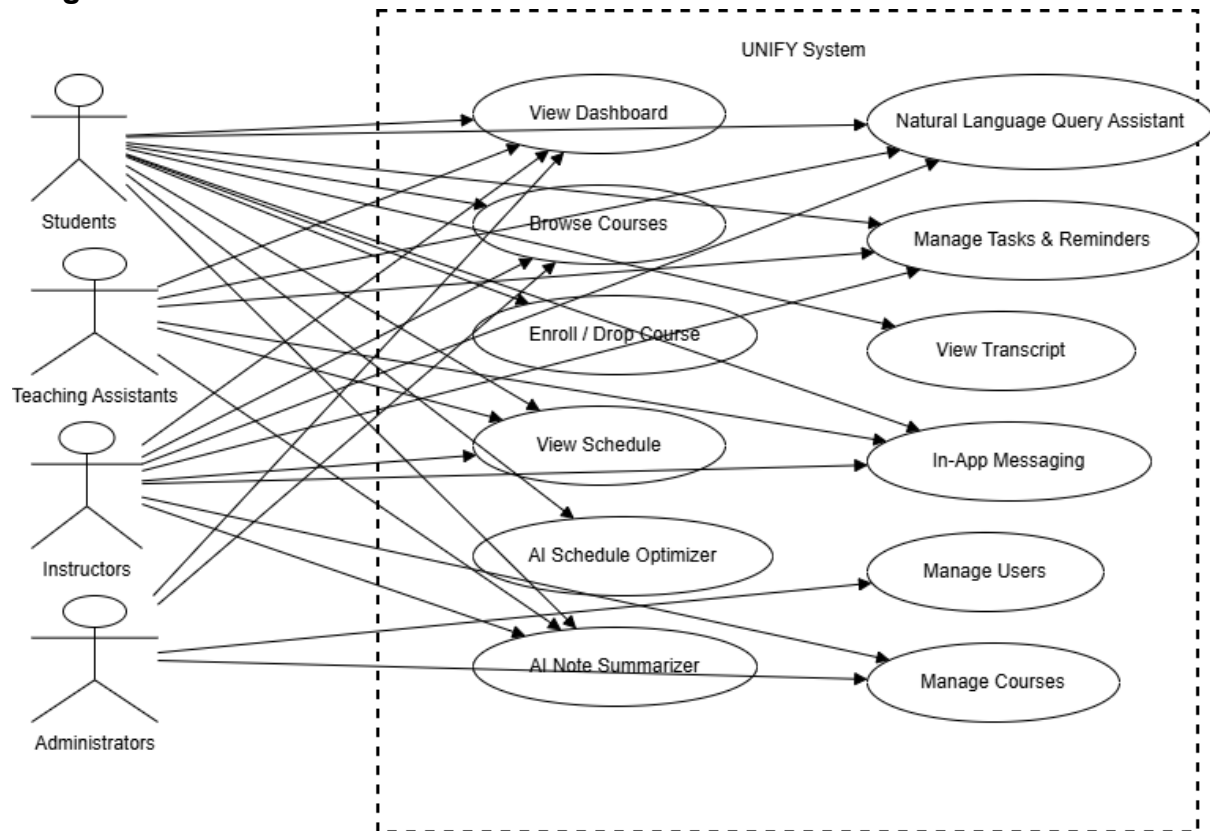 UNIFY System
View Dashboard
Natural Language Query Assistant
Students
Browse Courses
Manage Tasks & Reminders
Enroll / Drop Course
View Transcript
Teaching Assistants
View Schedule
In-App Messaging
Instructors
AI Schedule Optimizer
Manage Users
AI Note Summarizer
Manage Courses
Administrators